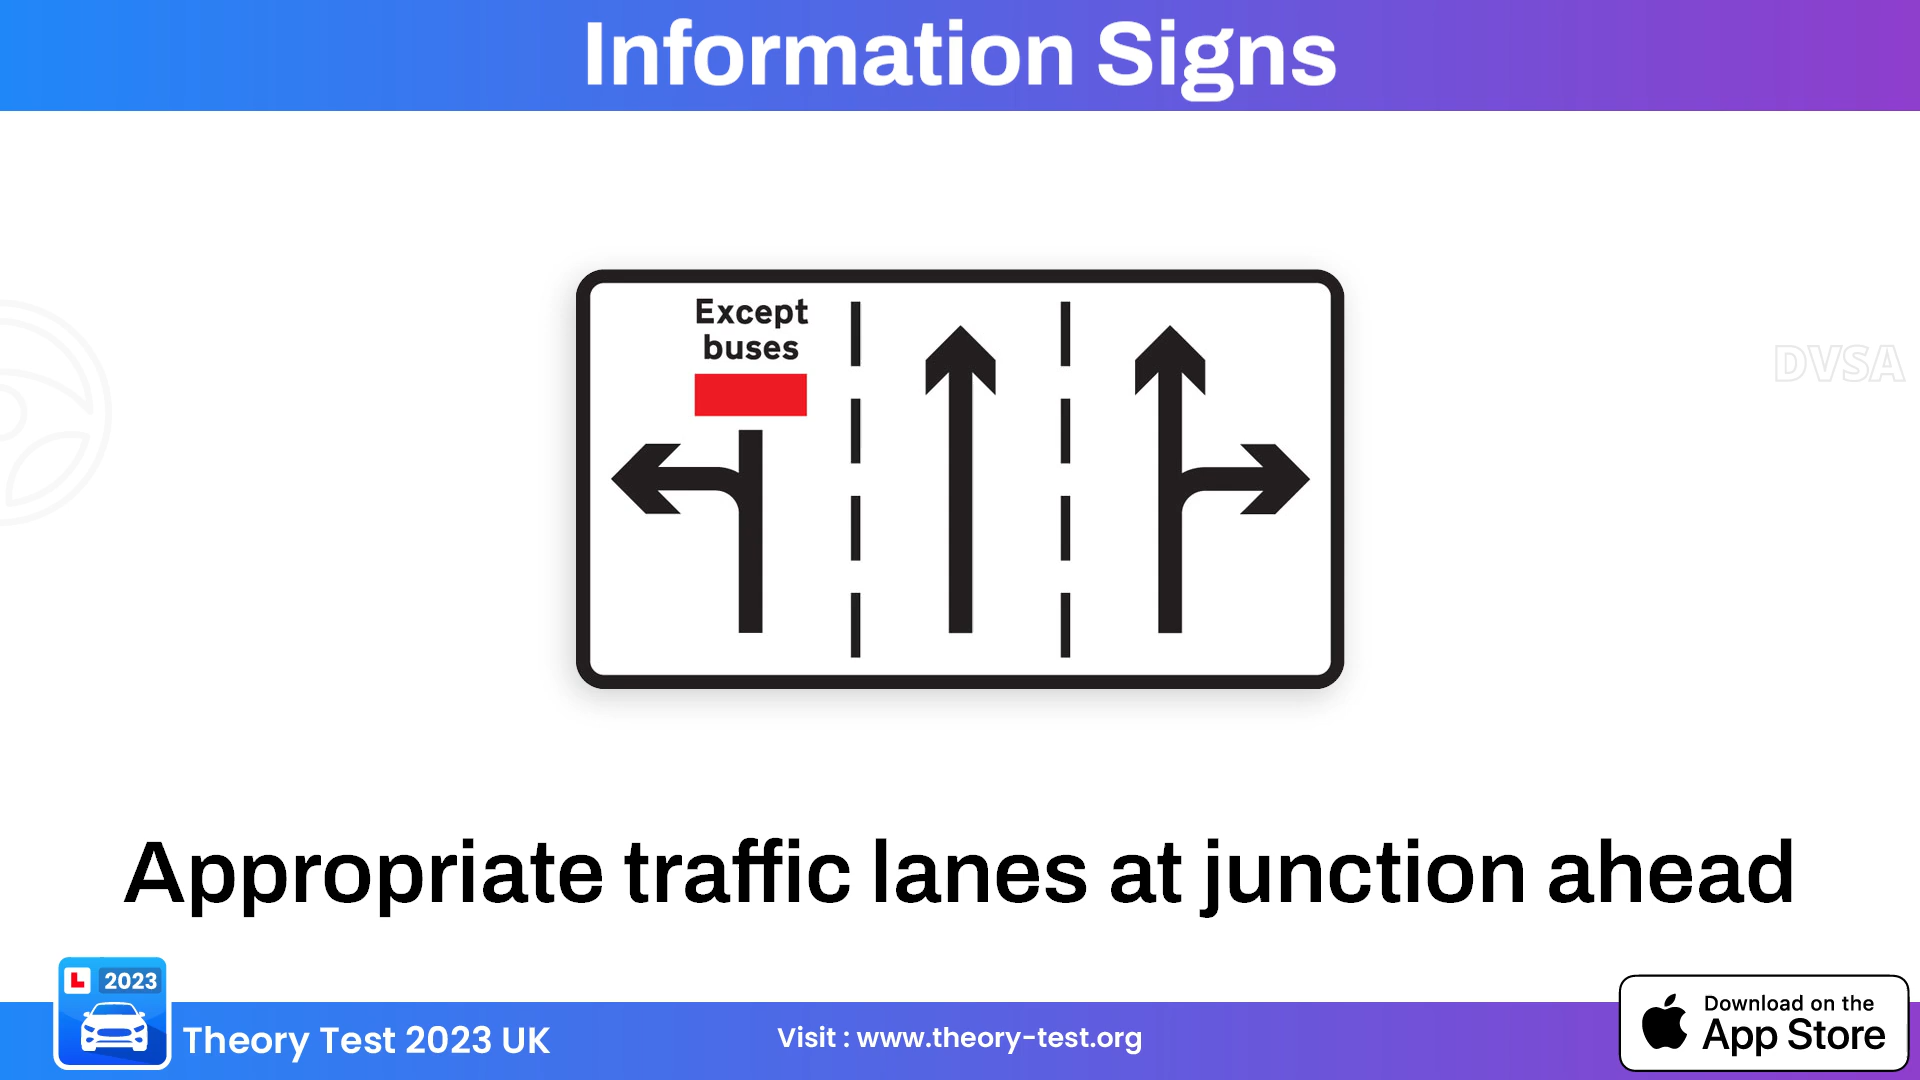 Information Signs
Except
buses
DVSA
Appropriate traffic lanes at junction ahead
L 2023
Theory Test 2023 UK
Visit : www.theory-test.org
Download on the
App Store